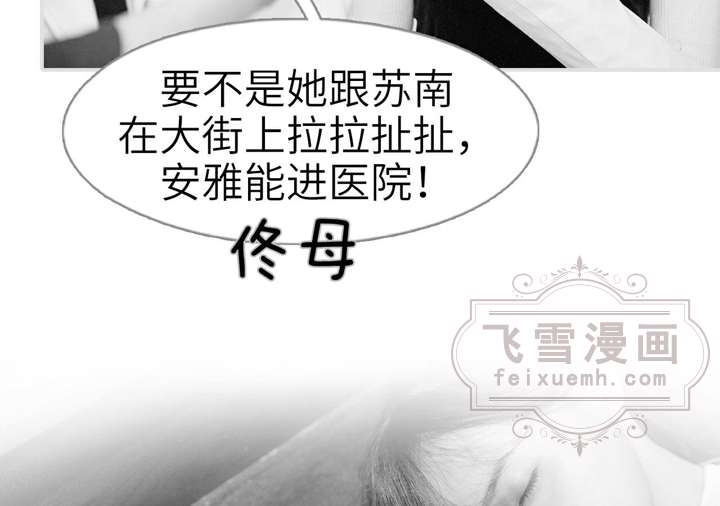 要不是她跟苏南
在大街上拉拉扯扯，
安雅能进医院！
佟母
飞雪漫画
feixuemh.com